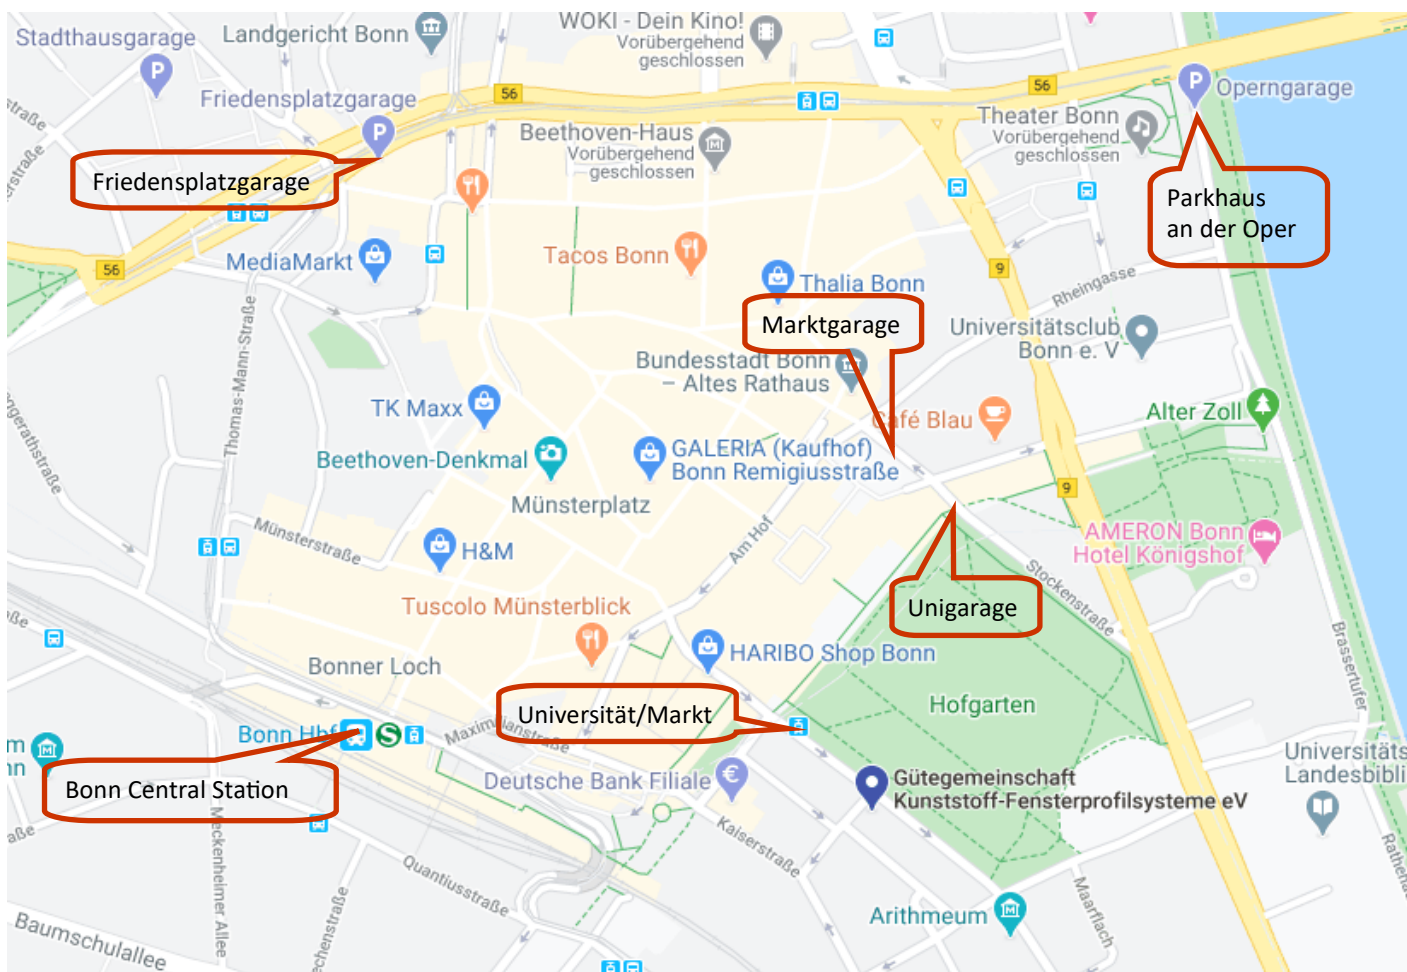 WOKI - Dein Kino!
Vorübergehend
geschlossen
Landgericht Bonn
Stadthausgarage
P
Friedensplatzgarage
P
56
56
P
Operngarage
Theater Bonn
Vorübergehend
geschlossen
Beethoven-Haus
Vorübergehend
geschlossen
Friedensplatzgarage
Parkhaus
an der Oper
Tacos Bonn
MediaMarkt
56
9
Thalia Bonn
Rheingasse
Marktgarage
Universitätsclub
Bonn e. V
Bundesstadt Bonn
– Altes Rathaus
Thomas-Mann-Straße
TK Maxx
Café Blau
Alter Zoll
Beethoven-Denkmal
GALERIA (Kaufhof)
Bonn Remigiusstraße
Münsterplatz
9
Münsterstraße
H&M
Am Hof
AMERON Bonn
Hotel Königshof
Stockenstraße
Unigarage
Tuscolo Münsterblick
HARIBO Shop Bonn
Bonner Loch
Brassertufer
Hofgarten
Universität/Markt
Maximilianstraße
Bonn Hbf
S
Bonn Central Station
Deutsche Bank Filiale
€
Gütegemeinschaft
Kunststoff-Fensterprofilsysteme eV
Universitäts
Landesbibli
Kaiserstraße
Meckenheimer Allee
Quantiusstraße
Rathena
Maarflach
Arithmeum
Baumschulallee